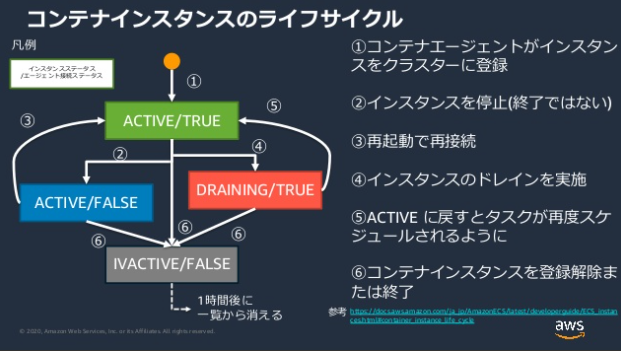 コンテナインスタンスのライフサイクル
凡例
インスタンスステータス
/エージェント接続ステータス
①
ACTIVE/TRUE
③
⑤
②
④
ACTIVE/FALSE
DRAINING/TRUE
⑥
⑥
⑥
IVACTIVE/FALSE
1時間後に
一覧から消える
①コンテナエージェントがインスタン
スをクラスターに登録
②インスタンスを停止(終了ではない)
③再起動で再接続
④インスタンスのドレインを実施
⑤ACTIVE に戻すとタスクが再度スケ
ジュールされるように
⑥コンテナインスタンスを登録解除ま
たは終了
参考 https://docs.aws.amazon.com/ja_jp/AmazonECS/latest/developerguide/ECS_instan
ces.html#container_instance_life_cycle
© 2020, Amazon Web Services, Inc. or its Affiliates. All rights reserved.
aws